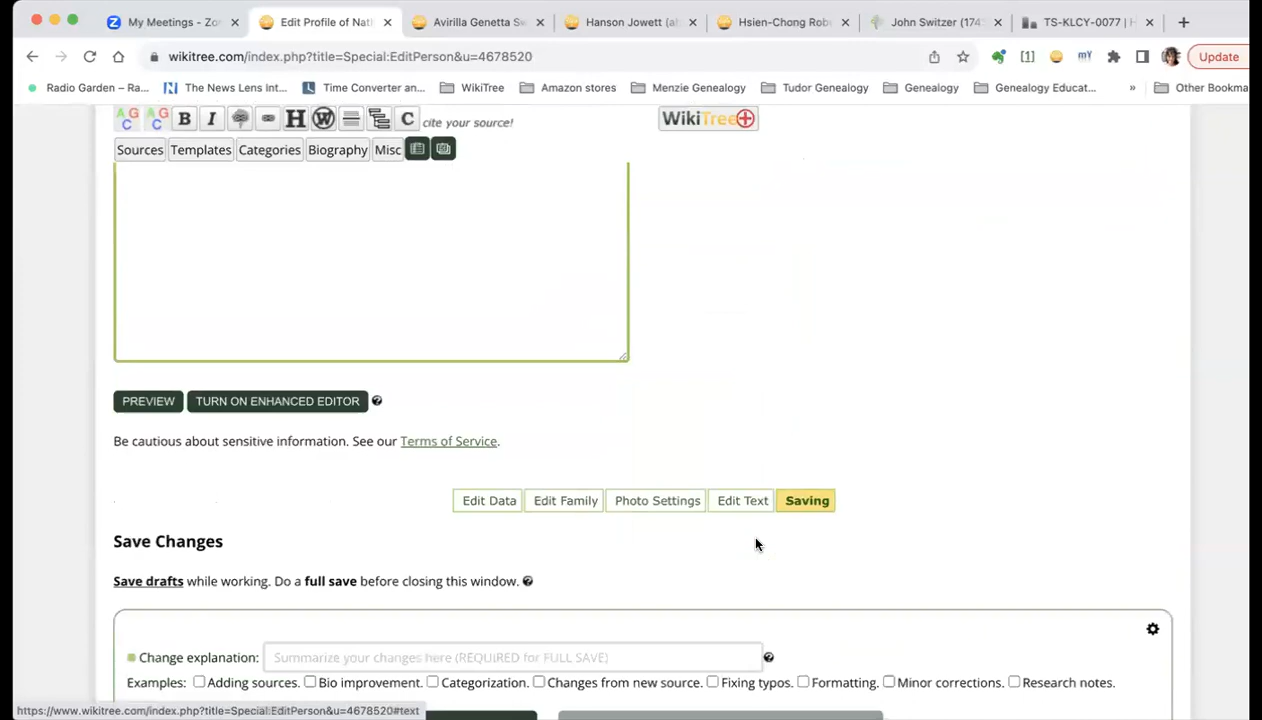 My Meetings - Zo
Edit Profile of Nat
Avirilla Genetta Sw
Hanson Jowett (a
Hsien-Chong Rob
John Switzer (174
TS-KLCY-0077 | H
wikitree.com/index.php?title=Special:EditPerson&u=4678520
Update
Radio Garden – Ra...
The News Lens Int...
Time Converter an...
WikiTree
Amazon stores
Menzie Genealogy
Tudor Genealogy
Genealogy
Genealogy Educat...
»
Other Bookma
A G C
A G C
B
I
H
W
C
cite your source!
WikiTree+
Sources
Templates
Categories
Biography
Misc
PREVIEW
TURN ON ENHANCED EDITOR
Be cautious about sensitive information. See our Terms of Service.
Edit Data
Edit Family
Photo Settings
Edit Text
Saving
Save Changes
Save drafts while working. Do a full save before closing this window.
Change explanation: Summarize your changes here (REQUIRED for FULL SAVE)
Examples: Adding sources. Bio improvement. Categorization. Changes from new source. Fixing typos. Formatting. Minor corrections. Research notes.
https://www.wikitree.com/index.php?title=Special:EditPerson&u=4678520#text